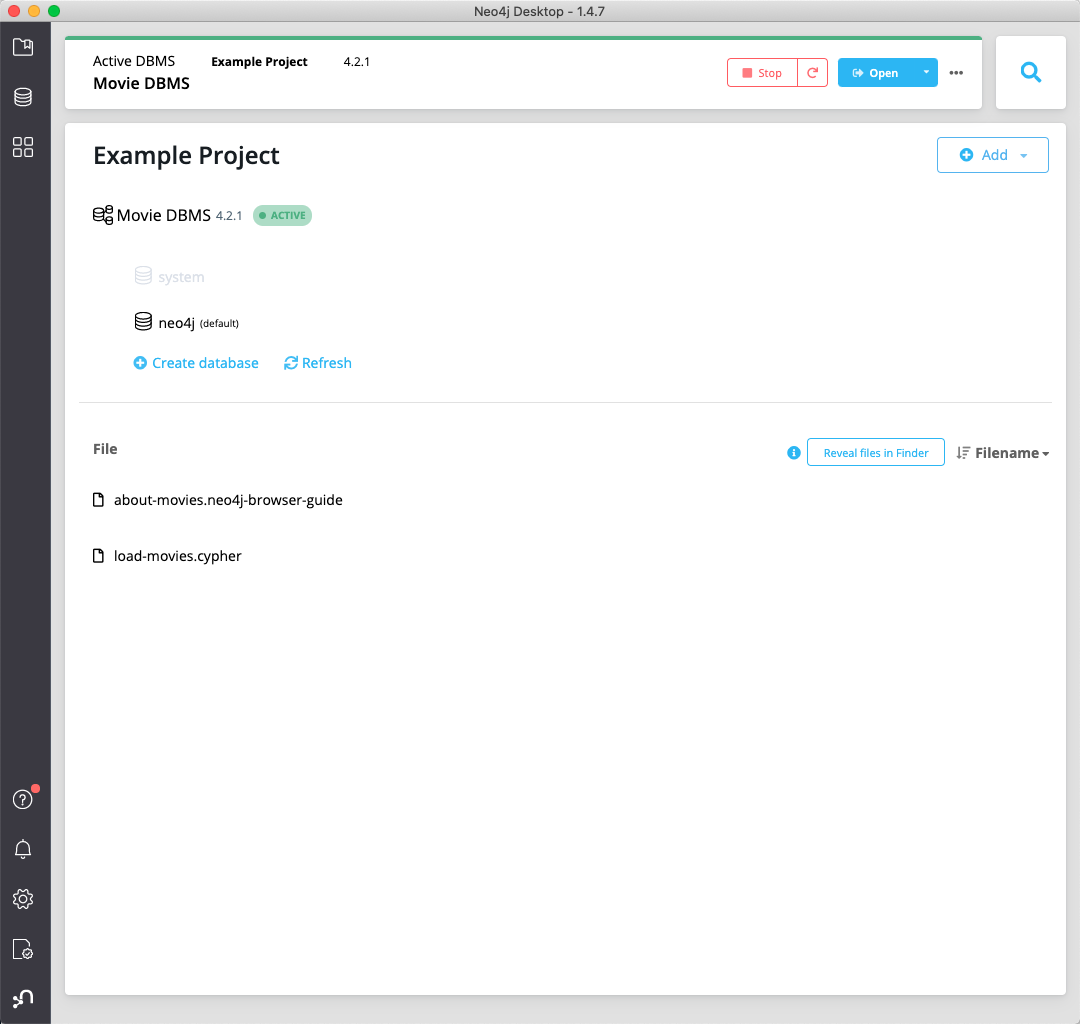 Neo4j Desktop - 1.4.7
Active DBMS Example Project 4.2.1
Movie DBMS
Stop Open
Example Project
Add
Movie DBMS 4.2.1 ACTIVE
system
neo4j (default)
Create database Refresh
File
Reveal files in Finder Filename
about-movies.neo4j-browser-guide
load-movies.cypher